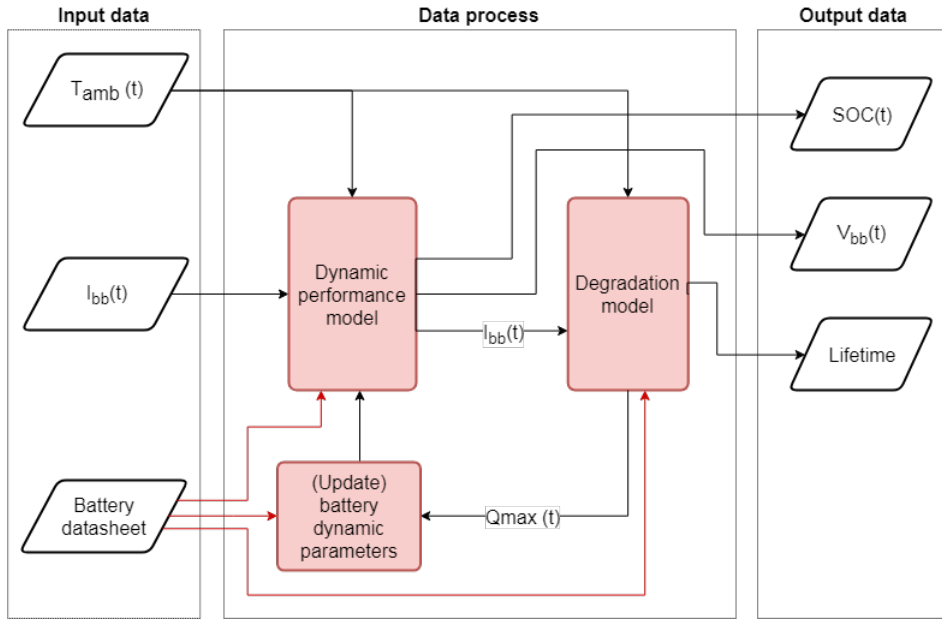 Input data
Data process
Output data
Tamb (t)
SOC(t)
Vbb(t)
Ibb(t)
Dynamic
performance
model
Degradation
model
Ibb(t)
Lifetime
Battery
datasheet
(Update)
battery
dynamic
parameters
Qmax (t)